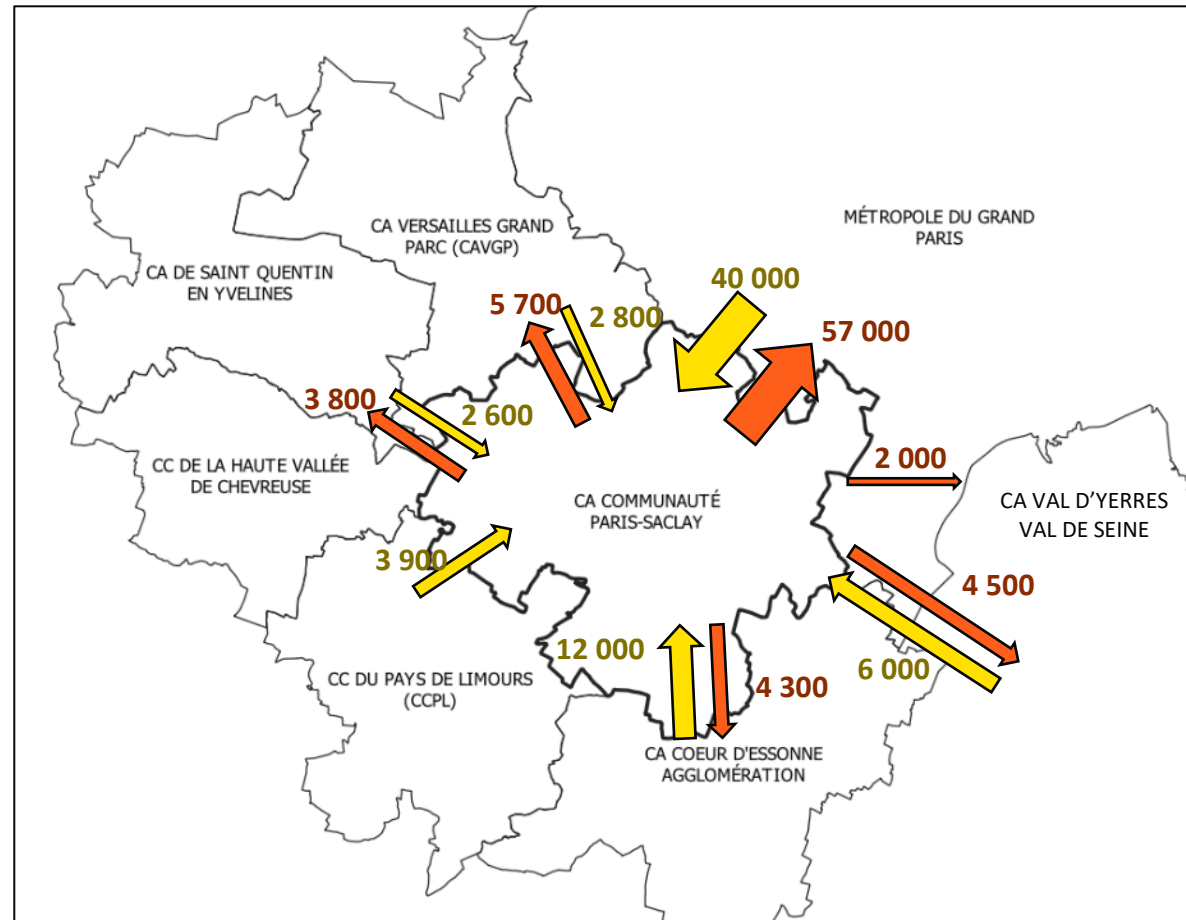 MÉTROPOLE DU GRAND
PARIS
CA VERSAILLES GRAND
PARC (CAVGP)
CA DE SAINT QUENTIN
EN YVELINES
40 000
5 700
2 800
57 000
3 800
2 600
CC DE LA HAUTE VALLÉE
DE CHEVREUSE
2 000
CA COMMUNAUTÉ
PARIS-SACLAY
CA VAL D’YERRES
VAL DE SEINE
3 900
4 500
12 000
6 000
CC DU PAYS DE LIMOURS
(CCPL)
4 300
CA COEUR D'ESSONNE
AGGLOMÉRATION